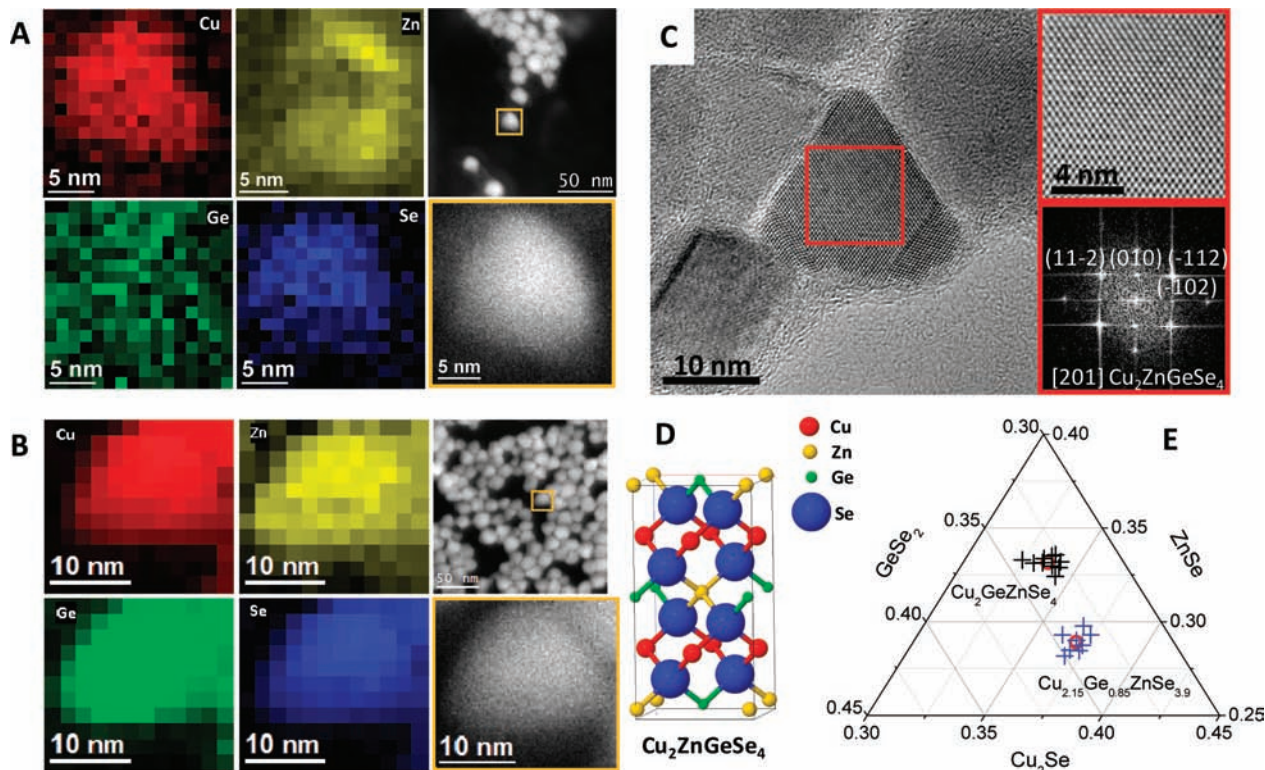 A
Cu
5 nm
Zn
5 nm
50 nm
Ge
5 nm
Se
5 nm
5 nm
B
Cu
10 nm
Zn
10 nm
50 nm
Ge
10 nm
Se
10 nm
10 nm
C
10 nm
4 nm
(11-2) (010) (-112)
(-102)
[201] Cu₂ZnGeSe₄
D
Cu
Zn
Ge
Se
Cu₂ZnGeSe₄
E
0.30
0.40
0.35
0.35
GeSe₂
ZnSe
Cu₂GeZnSe₄
0.40
0.30
Cu₂.₁₅Ge₀.₈₅ZnSe₃.₉
0.45
0.25
0.30
0.35
0.40
0.45
Cu₂Se